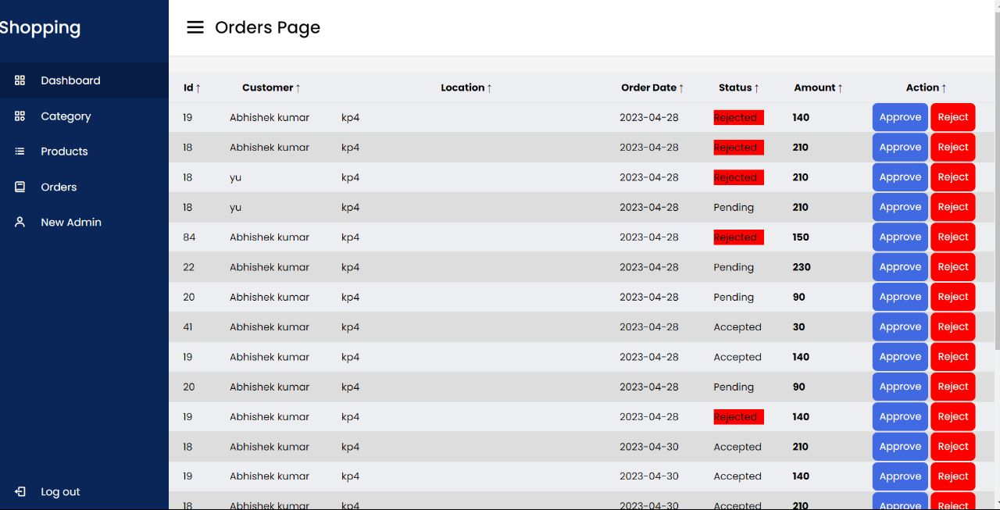 Shopping
Dashboard
Category
Products
Orders
New Admin
Log out
Orders Page
Id ↑ Customer ↑ Location ↑ Order Date ↑ Status ↑ Amount ↑ Action ↑
19 Abhishek kumar kp4 2023-04-28 Rejected 140 Approve Reject
18 Abhishek kumar kp4 2023-04-28 Rejected 210 Approve Reject
18 yu kp4 2023-04-28 Rejected 210 Approve Reject
18 yu kp4 2023-04-28 Pending 210 Approve Reject
84 Abhishek kumar kp4 2023-04-28 Rejected 150 Approve Reject
22 Abhishek kumar kp4 2023-04-28 Pending 230 Approve Reject
20 Abhishek kumar kp4 2023-04-28 Pending 90 Approve Reject
41 Abhishek kumar kp4 2023-04-28 Accepted 30 Approve Reject
19 Abhishek kumar kp4 2023-04-28 Accepted 140 Approve Reject
20 Abhishek kumar kp4 2023-04-28 Pending 90 Approve Reject
19 Abhishek kumar kp4 2023-04-28 Rejected 140 Approve Reject
18 Abhishek kumar kp4 2023-04-30 Accepted 210 Approve Reject
19 Abhishek kumar kp4 2023-04-30 Accepted 140 Approve Reject
18 Abhishek kumar kp4 2023-04-30 Accepted 210 Approve Reject